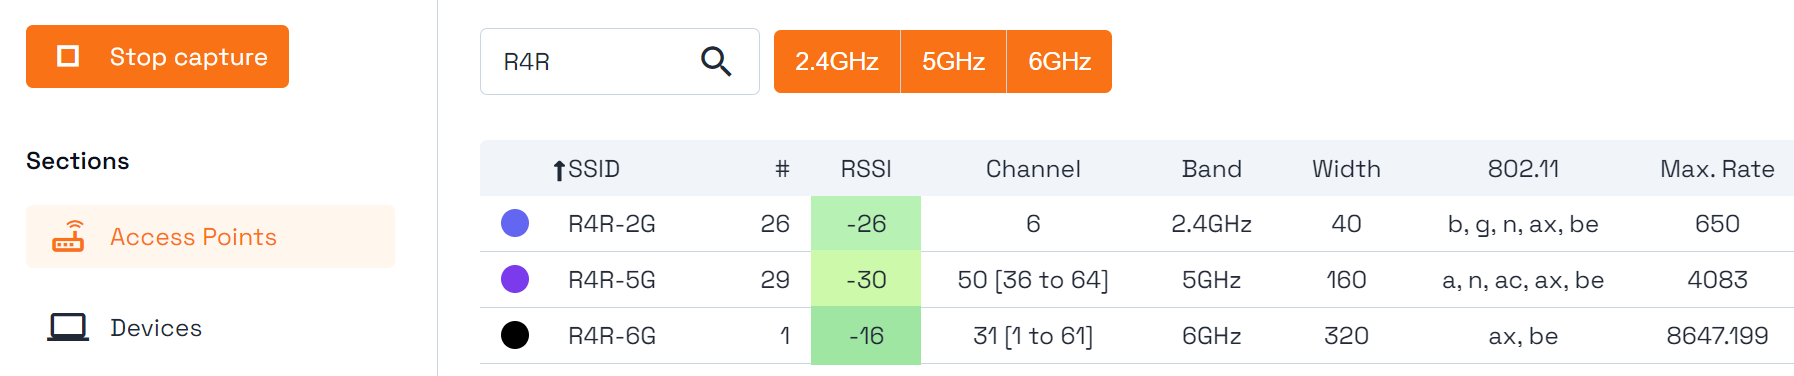 Stop capture
R4R
2.4GHz 5GHz 6GHz
Sections
Access Points
Devices
↑SSID # RSSI Channel Band Width 802.11 Max. Rate
R4R-2G 26 -26 6 2.4GHz 40 b, g, n, ax, be 650
R4R-5G 29 -30 50 [36 to 64] 5GHz 160 a, n, ac, ax, be 4083
R4R-6G 1 -16 31 [1 to 61] 6GHz 320 ax, be 8647.199